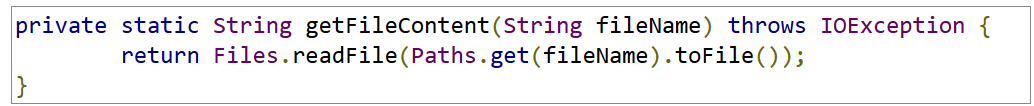 private static String getFileContent(String fileName) throws IOException {
        return Files.readFile(Paths.get(fileName).toFile());
}